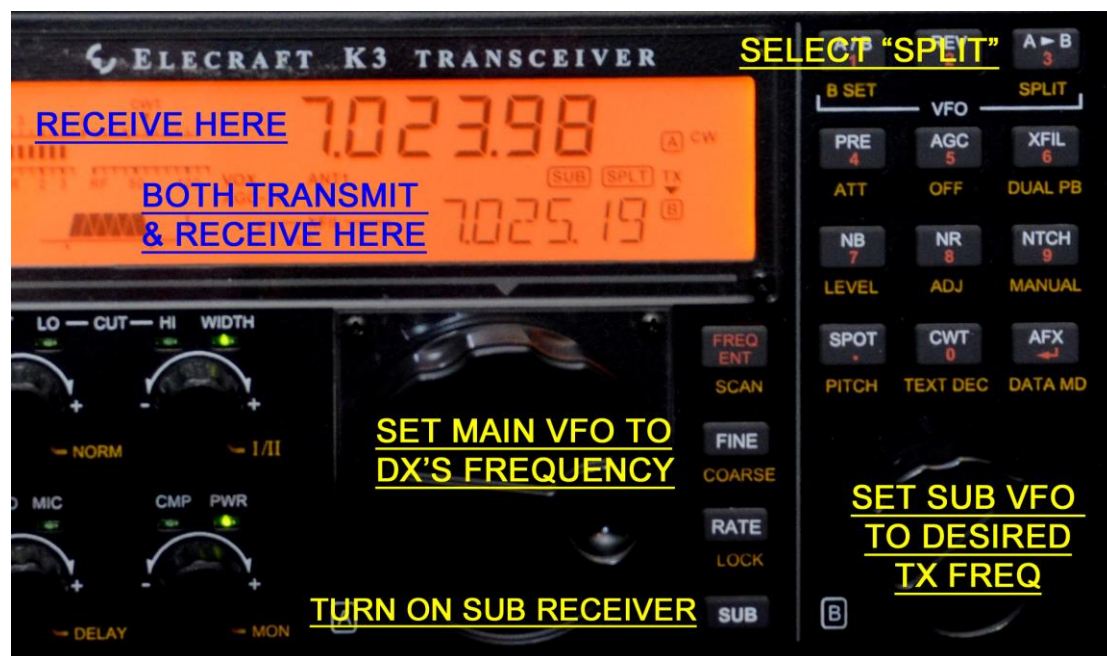 ELECRAFT K3 TRANSCEIVER
SELECT “SPLIT”
A/B REV A►B
1 2 3
B SET SPLIT
VFO
RECEIVE HERE
7.023.98
A CW
ANT1
SUB SPLT TX
BOTH TRANSMIT
& RECEIVE HERE
7.025.19 B
PRE AGC XFIL
4 5 6
ATT OFF DUAL PB
NB NR NTCH
7 8 9
LEVEL ADJ MANUAL
LO CUT HI WIDTH
FREQ
ENT
SCAN
SPOT CWT AFX
. 0
PITCH TEXT DEC DATA MD
- + - +
NORM I/II
SET MAIN VFO TO
DX’S FREQUENCY
FINE
COARSE
MIC CMP PWR
RATE
LOCK
SET SUB VFO
TO DESIRED
TX FREQ
+ - +
TURN ON SUB RECEIVER
SUB
A
B
DELAY MON